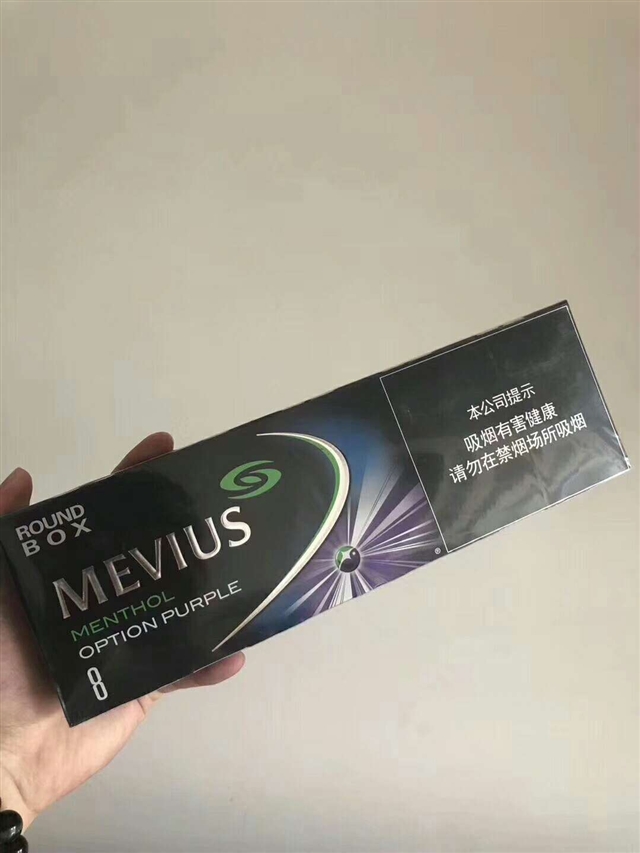 ROUND
BOX
MEVIUS
MENTHOL
OPTION PURPLE
8
®
本公司提示
吸烟有害健康
请勿在禁烟场所吸烟